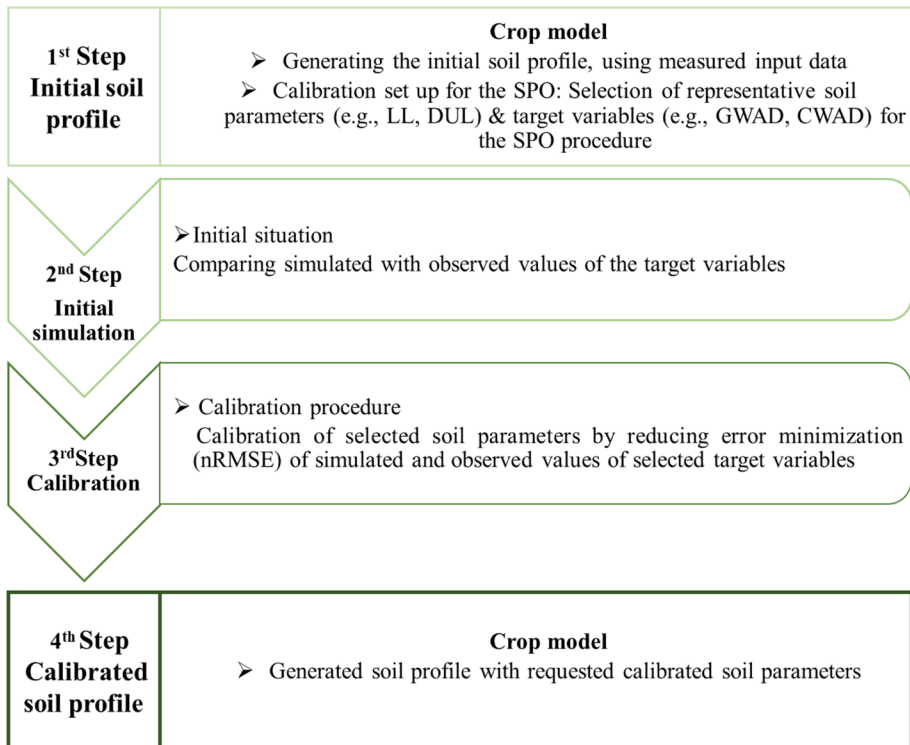 1st Step
Initial soil
profile
Crop model
➤ Generating the initial soil profile, using measured input data
➤ Calibration set up for the SPO: Selection of representative soil
parameters (e.g., LL, DUL) & target variables (e.g., GWAD, CWAD) for
the SPO procedure
2nd Step
Initial
simulation
➤Initial situation
Comparing simulated with observed values of the target variables
3rdStep
Calibration
➤ Calibration procedure
Calibration of selected soil parameters by reducing error minimization
(nRMSE) of simulated and observed values of selected target variables
4th Step
Calibrated
soil profile
Crop model
➤ Generated soil profile with requested calibrated soil parameters